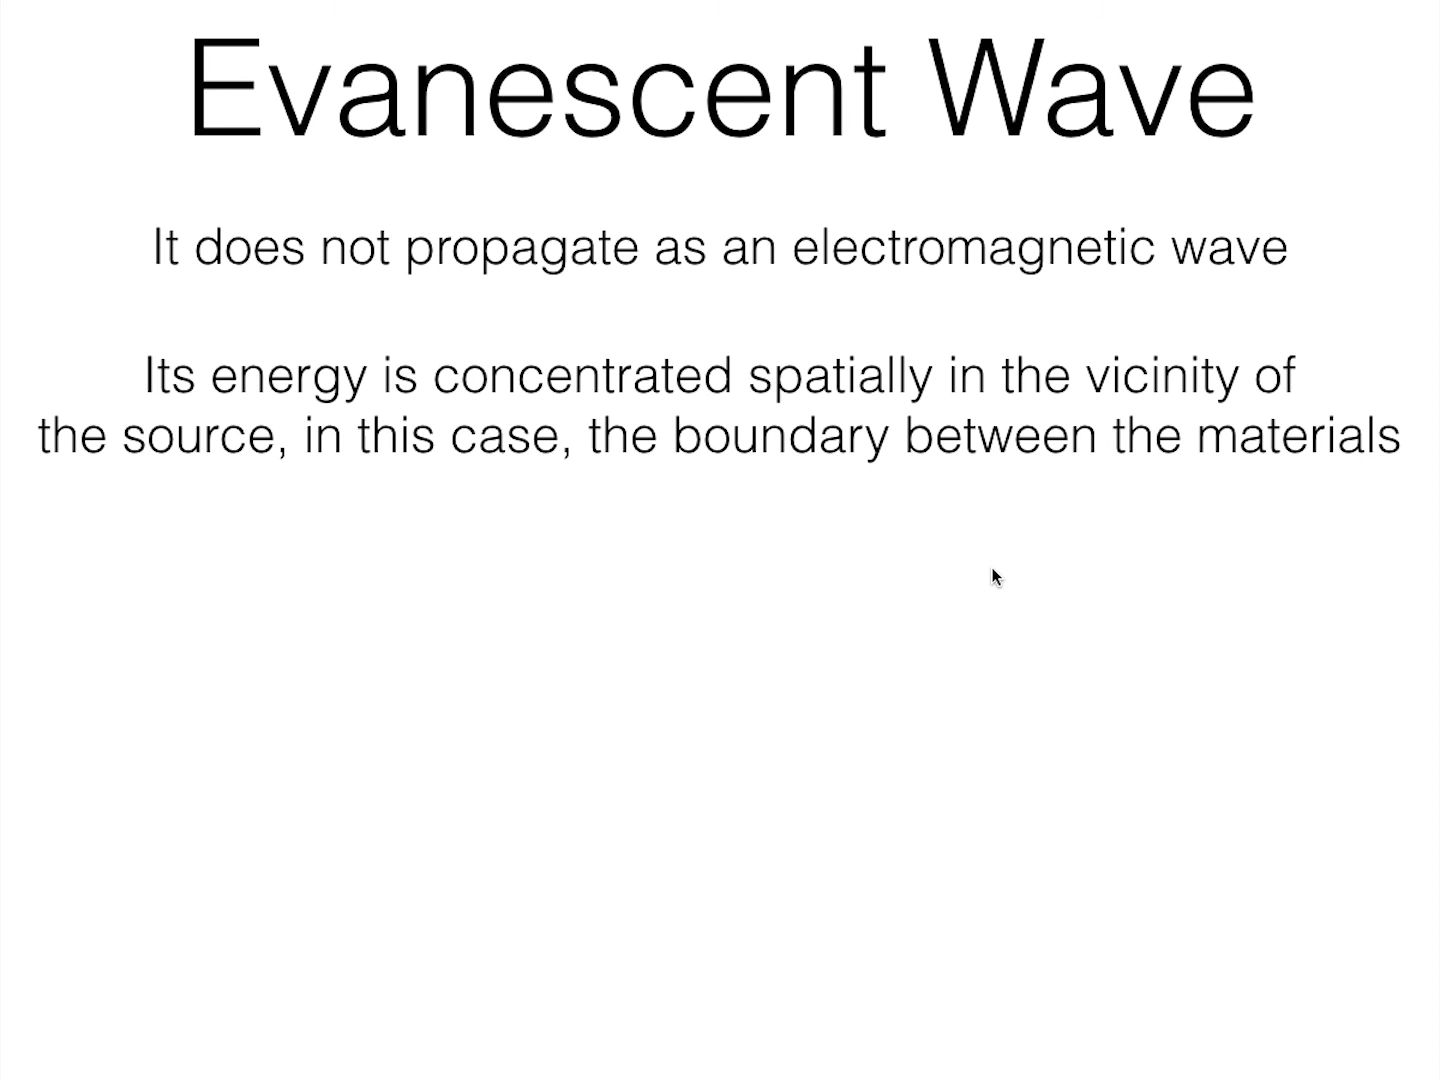 Evanescent Wave
It does not propagate as an electromagnetic wave
Its energy is concentrated spatially in the vicinity of
the source, in this case, the boundary between the materials